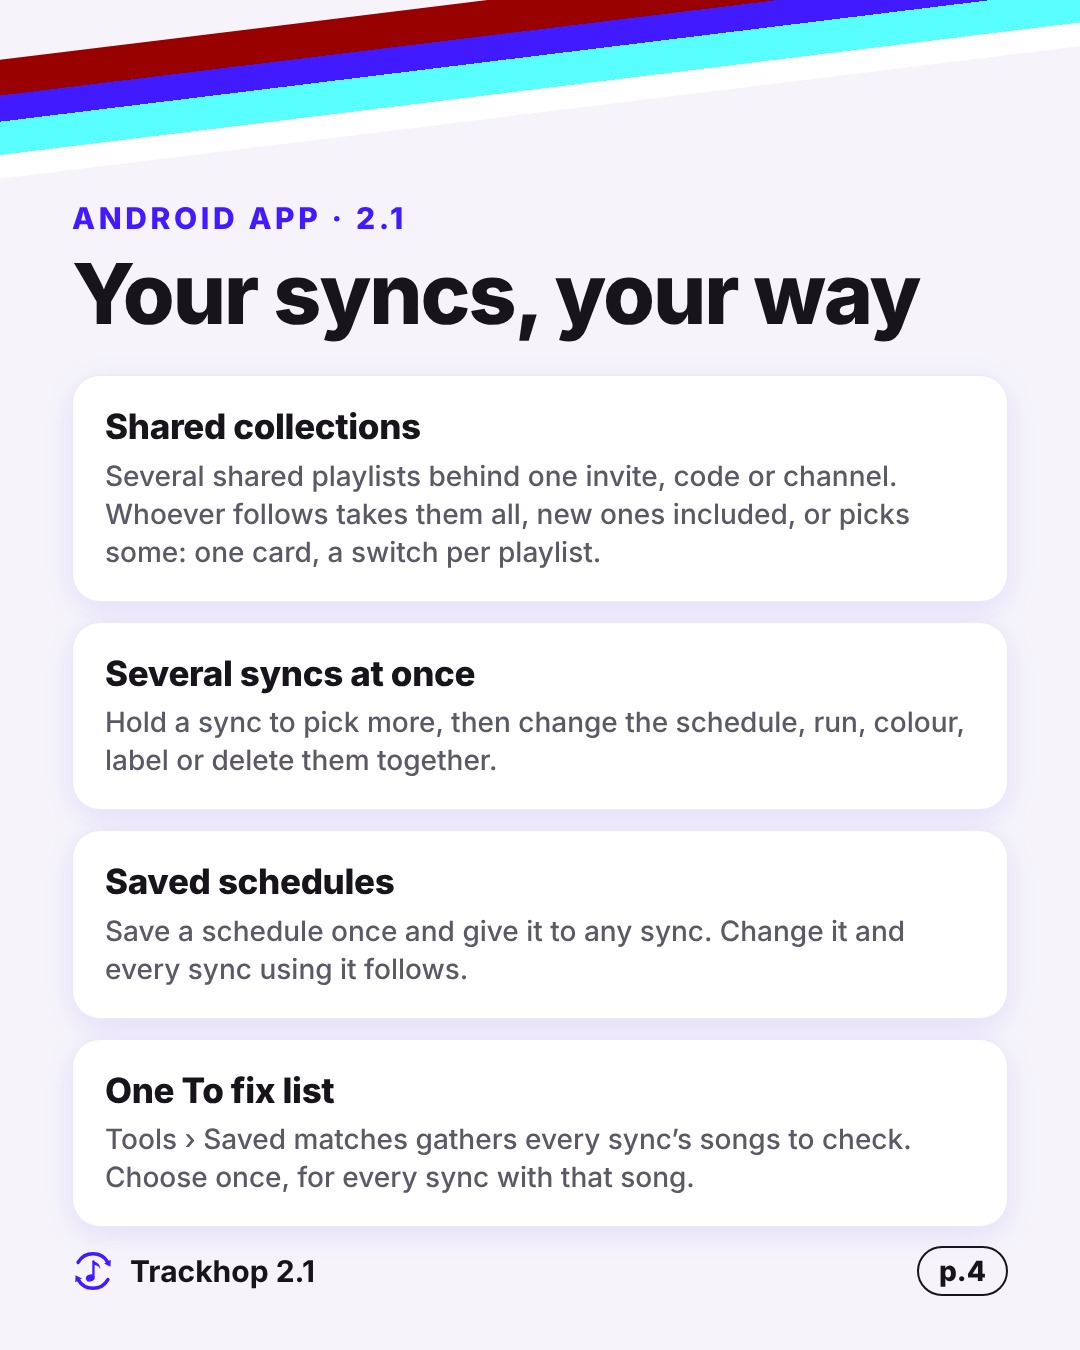 ANDROID APP · 2.1
Your syncs, your way
Shared collections
Several shared playlists behind one invite, code or channel.
Whoever follows takes them all, new ones included, or picks
some: one card, a switch per playlist.
Several syncs at once
Hold a sync to pick more, then change the schedule, run, colour,
label or delete them together.
Saved schedules
Save a schedule once and give it to any sync. Change it and
every sync using it follows.
One To fix list
Tools › Saved matches gathers every sync’s songs to check.
Choose once, for every sync with that song.
Trackhop 2.1
p.4